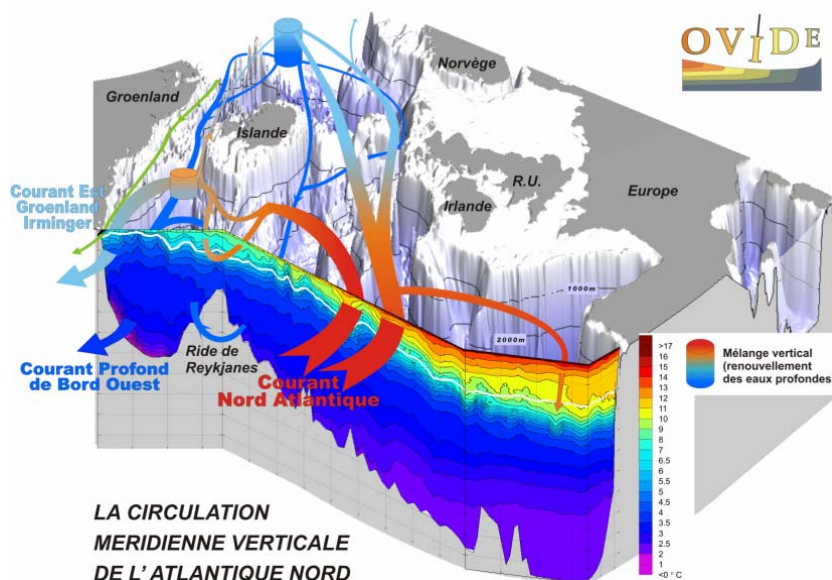 OVIDE
Norvège
Groenland
Islande
R.U.
Europe
Irlande
Courant Est
Groenland
Irminger
1000m
2000m
Courant Profond
de Bord Ouest
Ride de
Reykjanes
Courant
Nord Atlantique
>17
16
15
14
13
12
11
10
9
8
7
6.5
6
5.5
5
4.5
4
3.5
3
2.5
2
1
<0 ° C
Mélange vertical
(renouvellement
des eaux profondes)
LA CIRCULATION
MERIDIENNE VERTICALE
DE L' ATLANTIQUE NORD